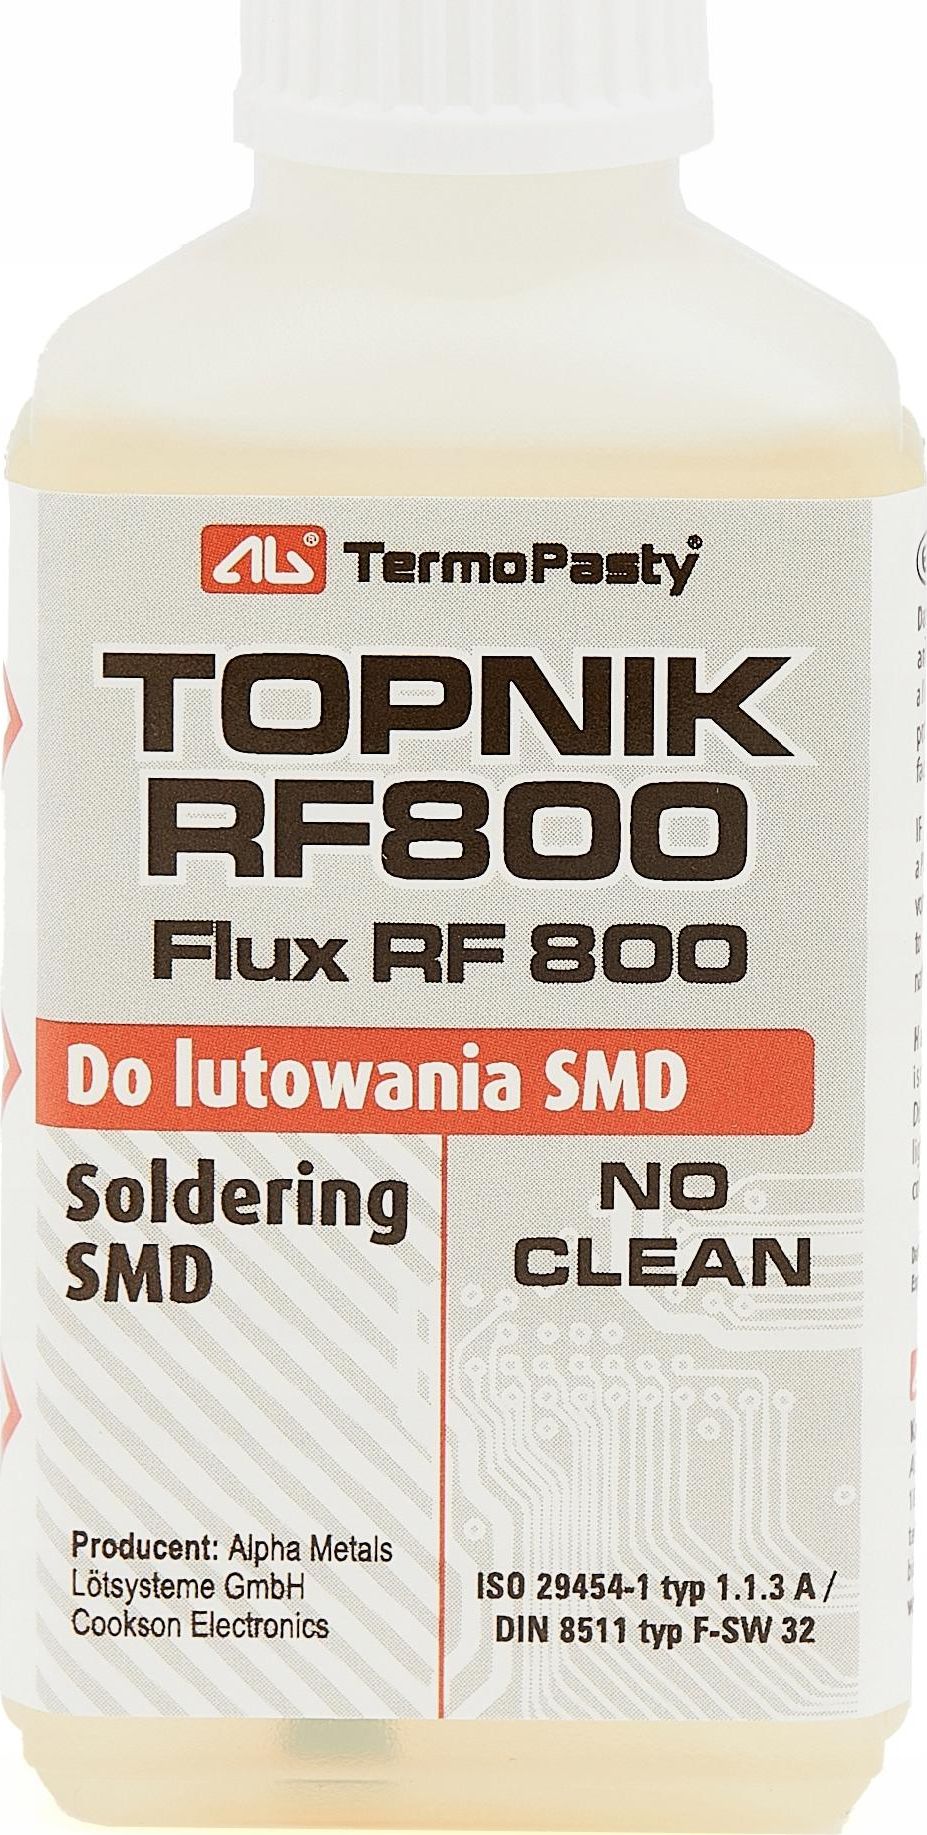 AG® TermoPasty®
TOPNIK
RF800
Flux RF 800
Do lutowania SMD
Soldering
SMD
NO
CLEAN
Producent: Alpha Metals
Lötsysteme GmbH
Cookson Electronics
ISO 29454-1 typ 1.1.3 A /
DIN 8511 typ F-SW 32